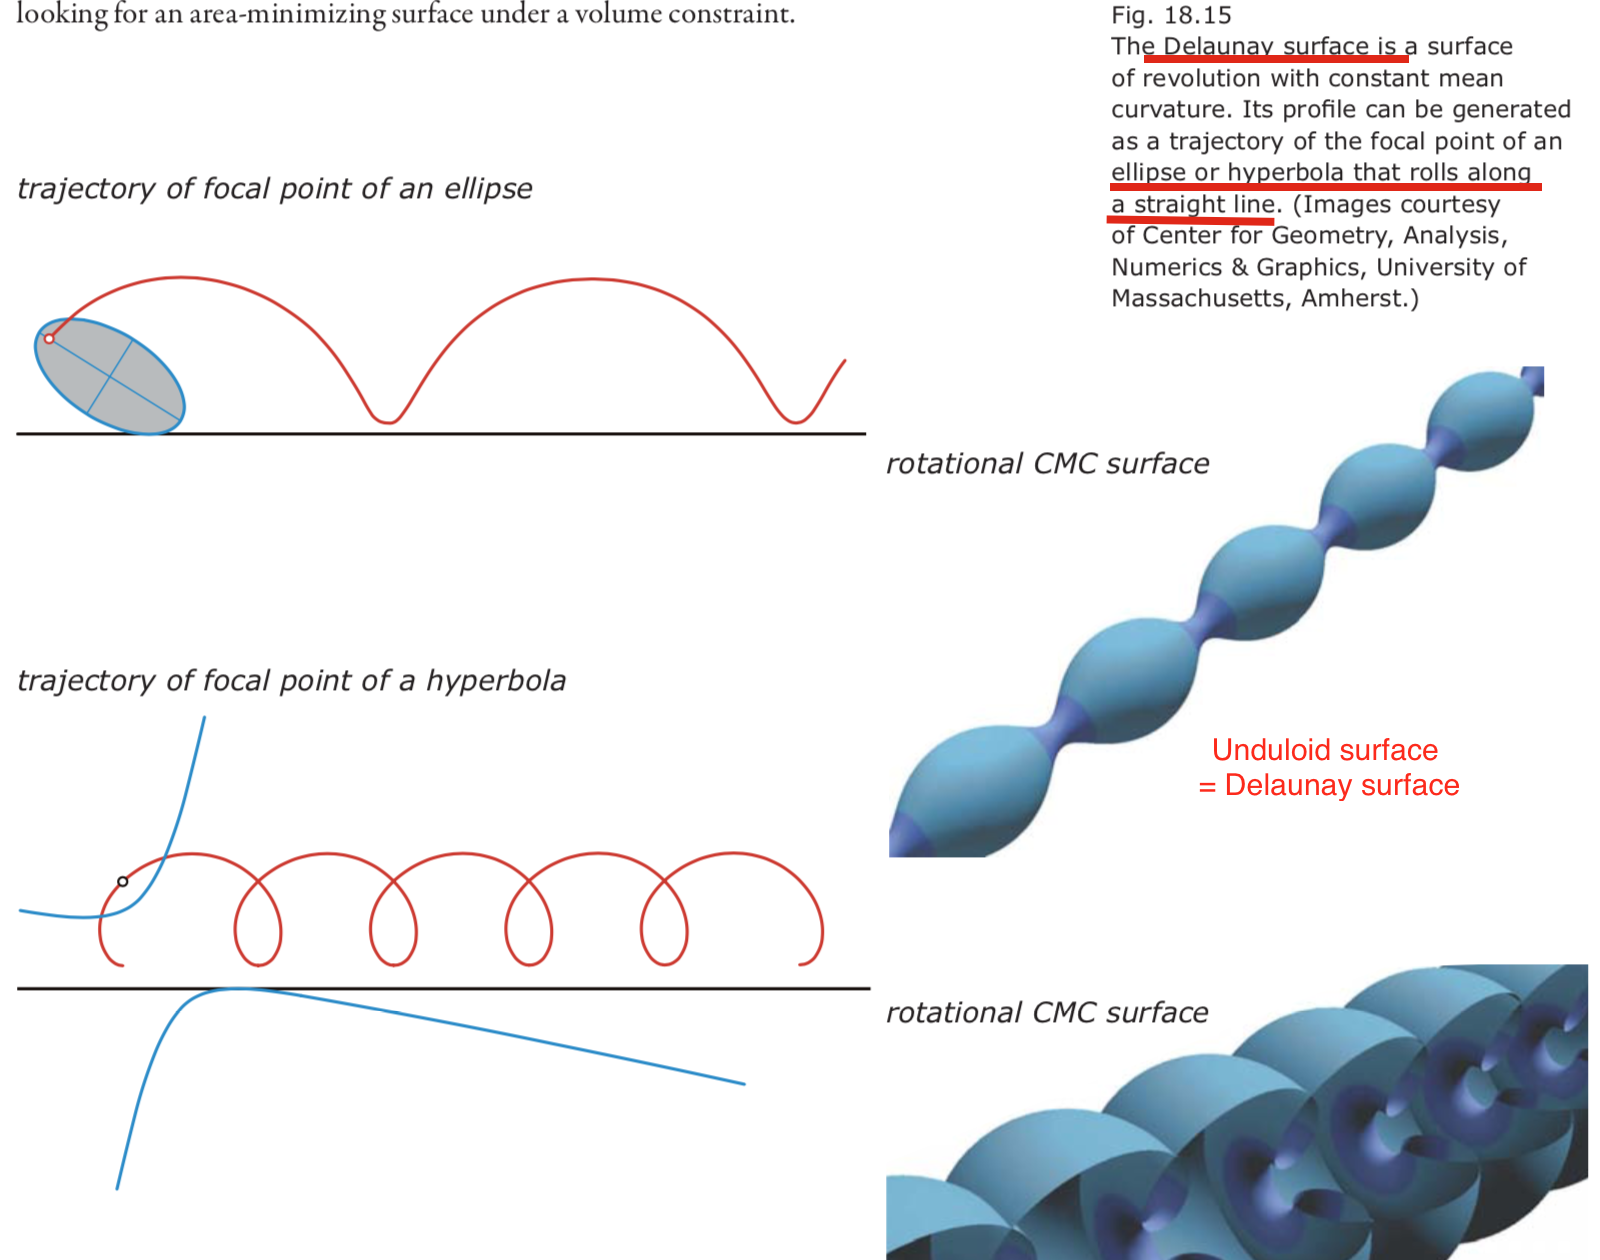 looking for an area-minimizing surface under a volume constraint.
Fig. 18.15
The Delaunay surface is a surface
of revolution with constant mean
curvature. Its profile can be generated
as a trajectory of the focal point of an
ellipse or hyperbola that rolls along
a straight line. (Images courtesy
of Center for Geometry, Analysis,
Numerics & Graphics, University of
Massachusetts, Amherst.)
trajectory of focal point of an ellipse
rotational CMC surface
trajectory of focal point of a hyperbola
Unduloid surface
= Delaunay surface
rotational CMC surface